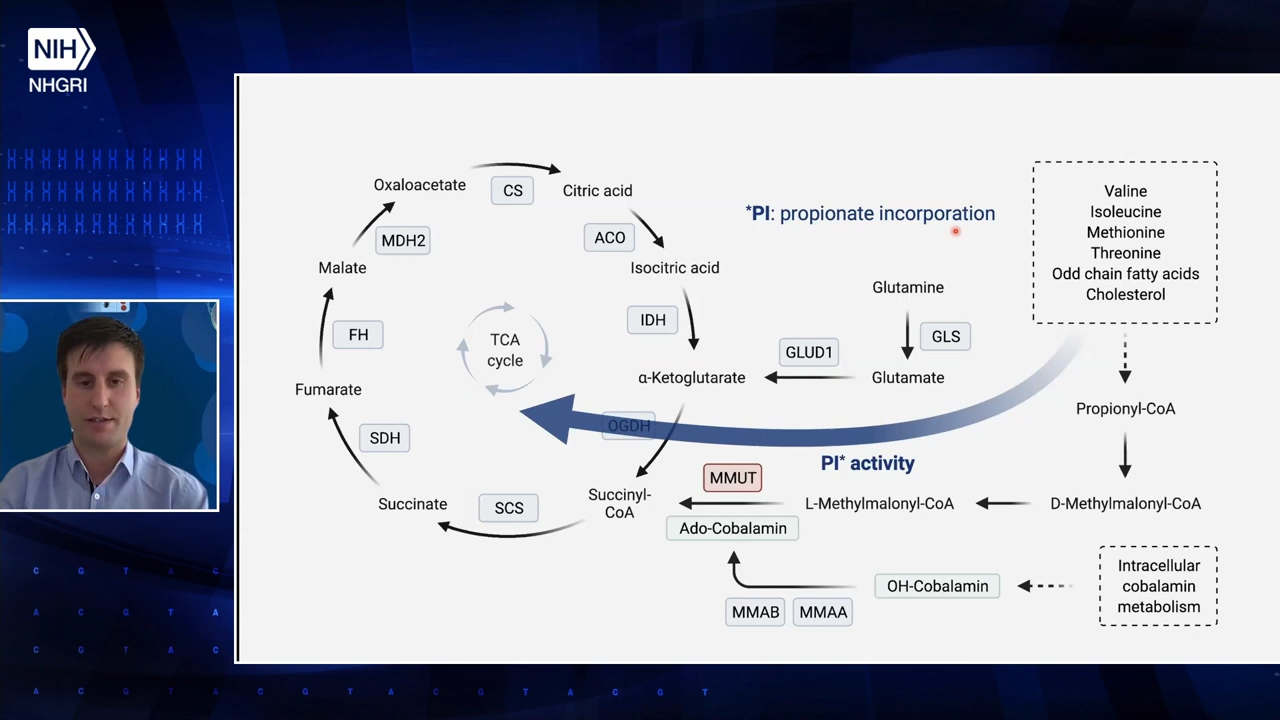 NIH
NHGRI
Oxaloacetate
CS
Citric acid
MDH2
ACO
Malate
Isocitric acid
FH
IDH
TCA
cycle
Fumarate
α-Ketoglutarate
GLUD1
Glutamate
GLS
Glutamine
*PI: propionate incorporation
Valine
Isoleucine
Methionine
Threonine
Odd chain fatty acids
Cholesterol
Propionyl-CoA
OGDH
SDH
PI* activity
MMUT
Succinate
SCS
Succinyl-
CoA
L-Methylmalonyl-CoA
D-Methylmalonyl-CoA
Ado-Cobalamin
OH-Cobalamin
MMAB
MMAA
Intracellular
cobalamin
metabolism
C G T A C
A C G T A
C G T A C
A C G T A C G T A C G T A C G T